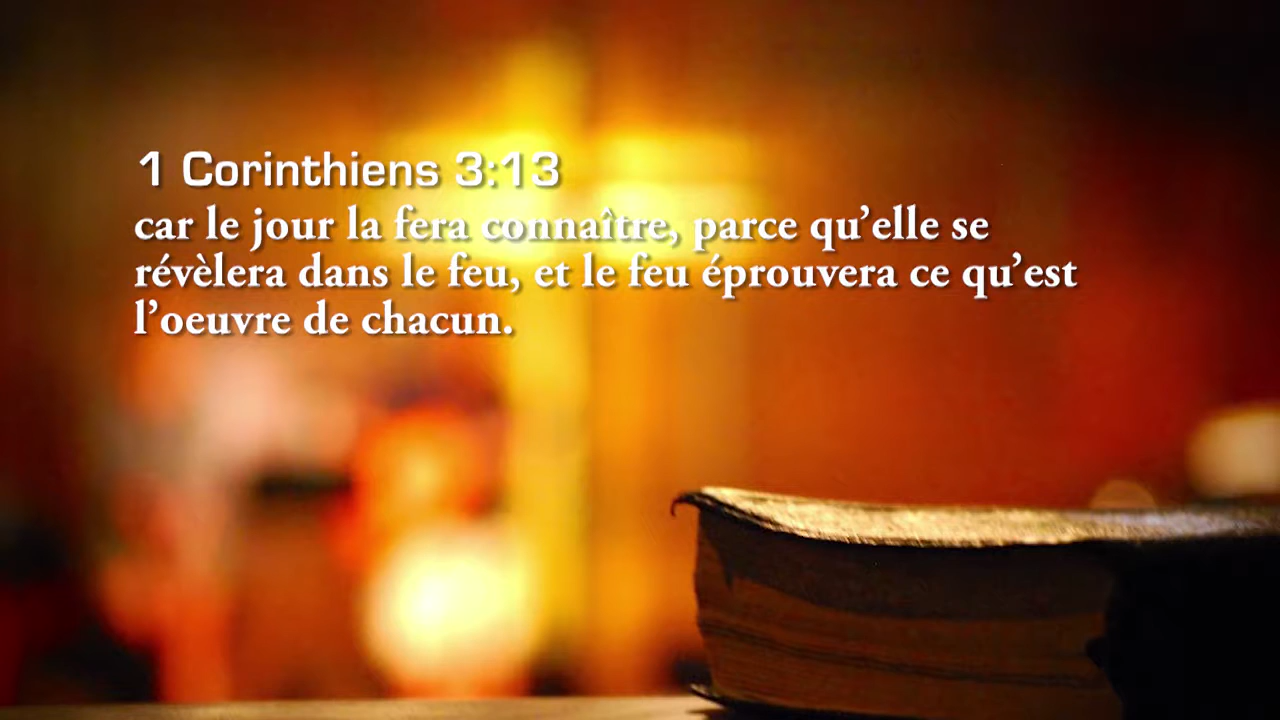 1 Corinthiens 3:13
car le jour la fera connaître, parce qu’elle se
révèlera dans le feu, et le feu éprouvera ce qu’est
l’oeuvre de chacun.